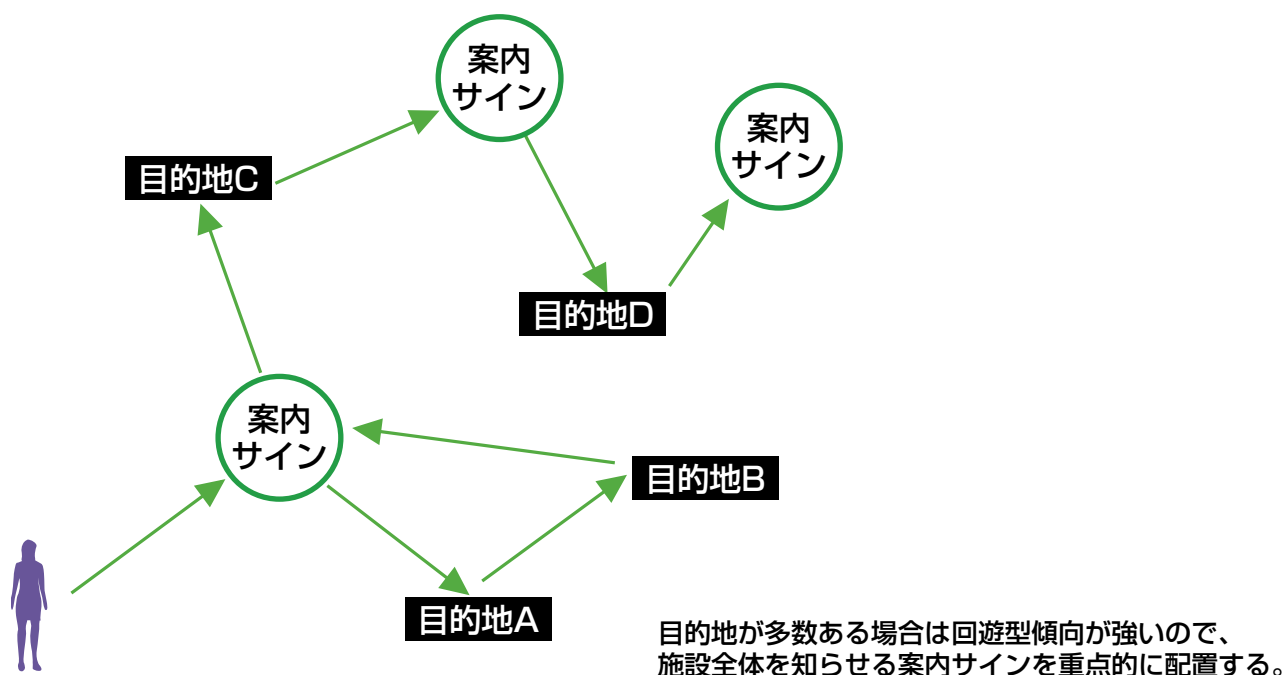 案内
サイン
案内
サイン
目的地C
目的地D
案内
サイン
目的地B
目的地A
目的地が多数ある場合は回遊型傾向が強いので、
施設全体を知らせる案内サインを重点的に配置する。